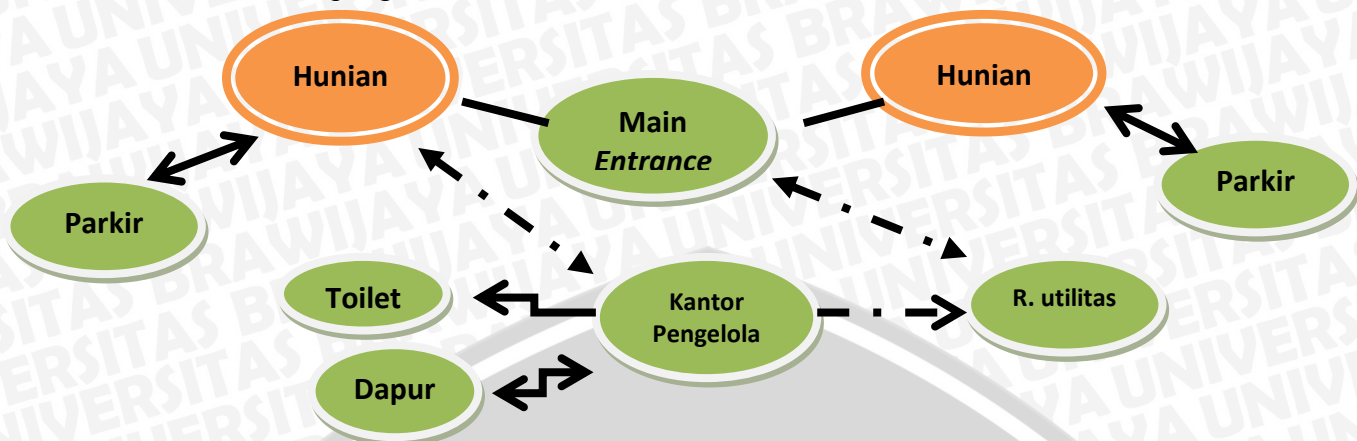 Hunian
Hunian
Main
Entrance
Parkir
Parkir
Toilet
Kantor
Pengelola
R. utilitas
Dapur